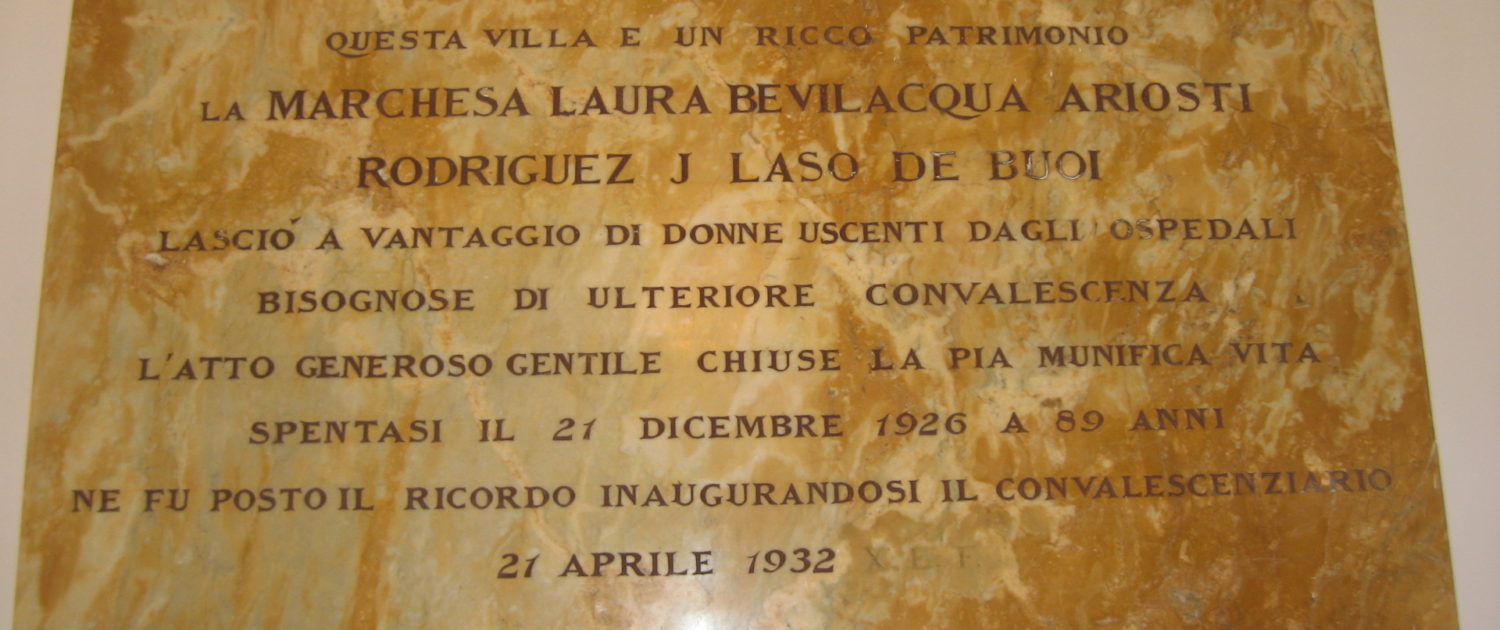 QUESTA VILLA E UN RICCO PATRIMONIO
LA MARCHESA LAURA BEVILACQUA ARIOSTI
RODRIGUEZ J LASO DE BUOI
LASCIO' A VANTAGGIO DI DONNE USCENTI DAGLI OSPEDALI
BISOGNOSE DI ULTERIORE CONVALESCENZA
L'ATTO GENEROSO GENTILE CHIUSE LA PIA MUNIFICA VITA
SPENTASI IL 21 DICEMBRE 1926 A 89 ANNI
NE FU POSTO IL RICORDO INAUGURANDOSI IL CONVALESCENZIARIO
21 APRILE 1932 X E.F.